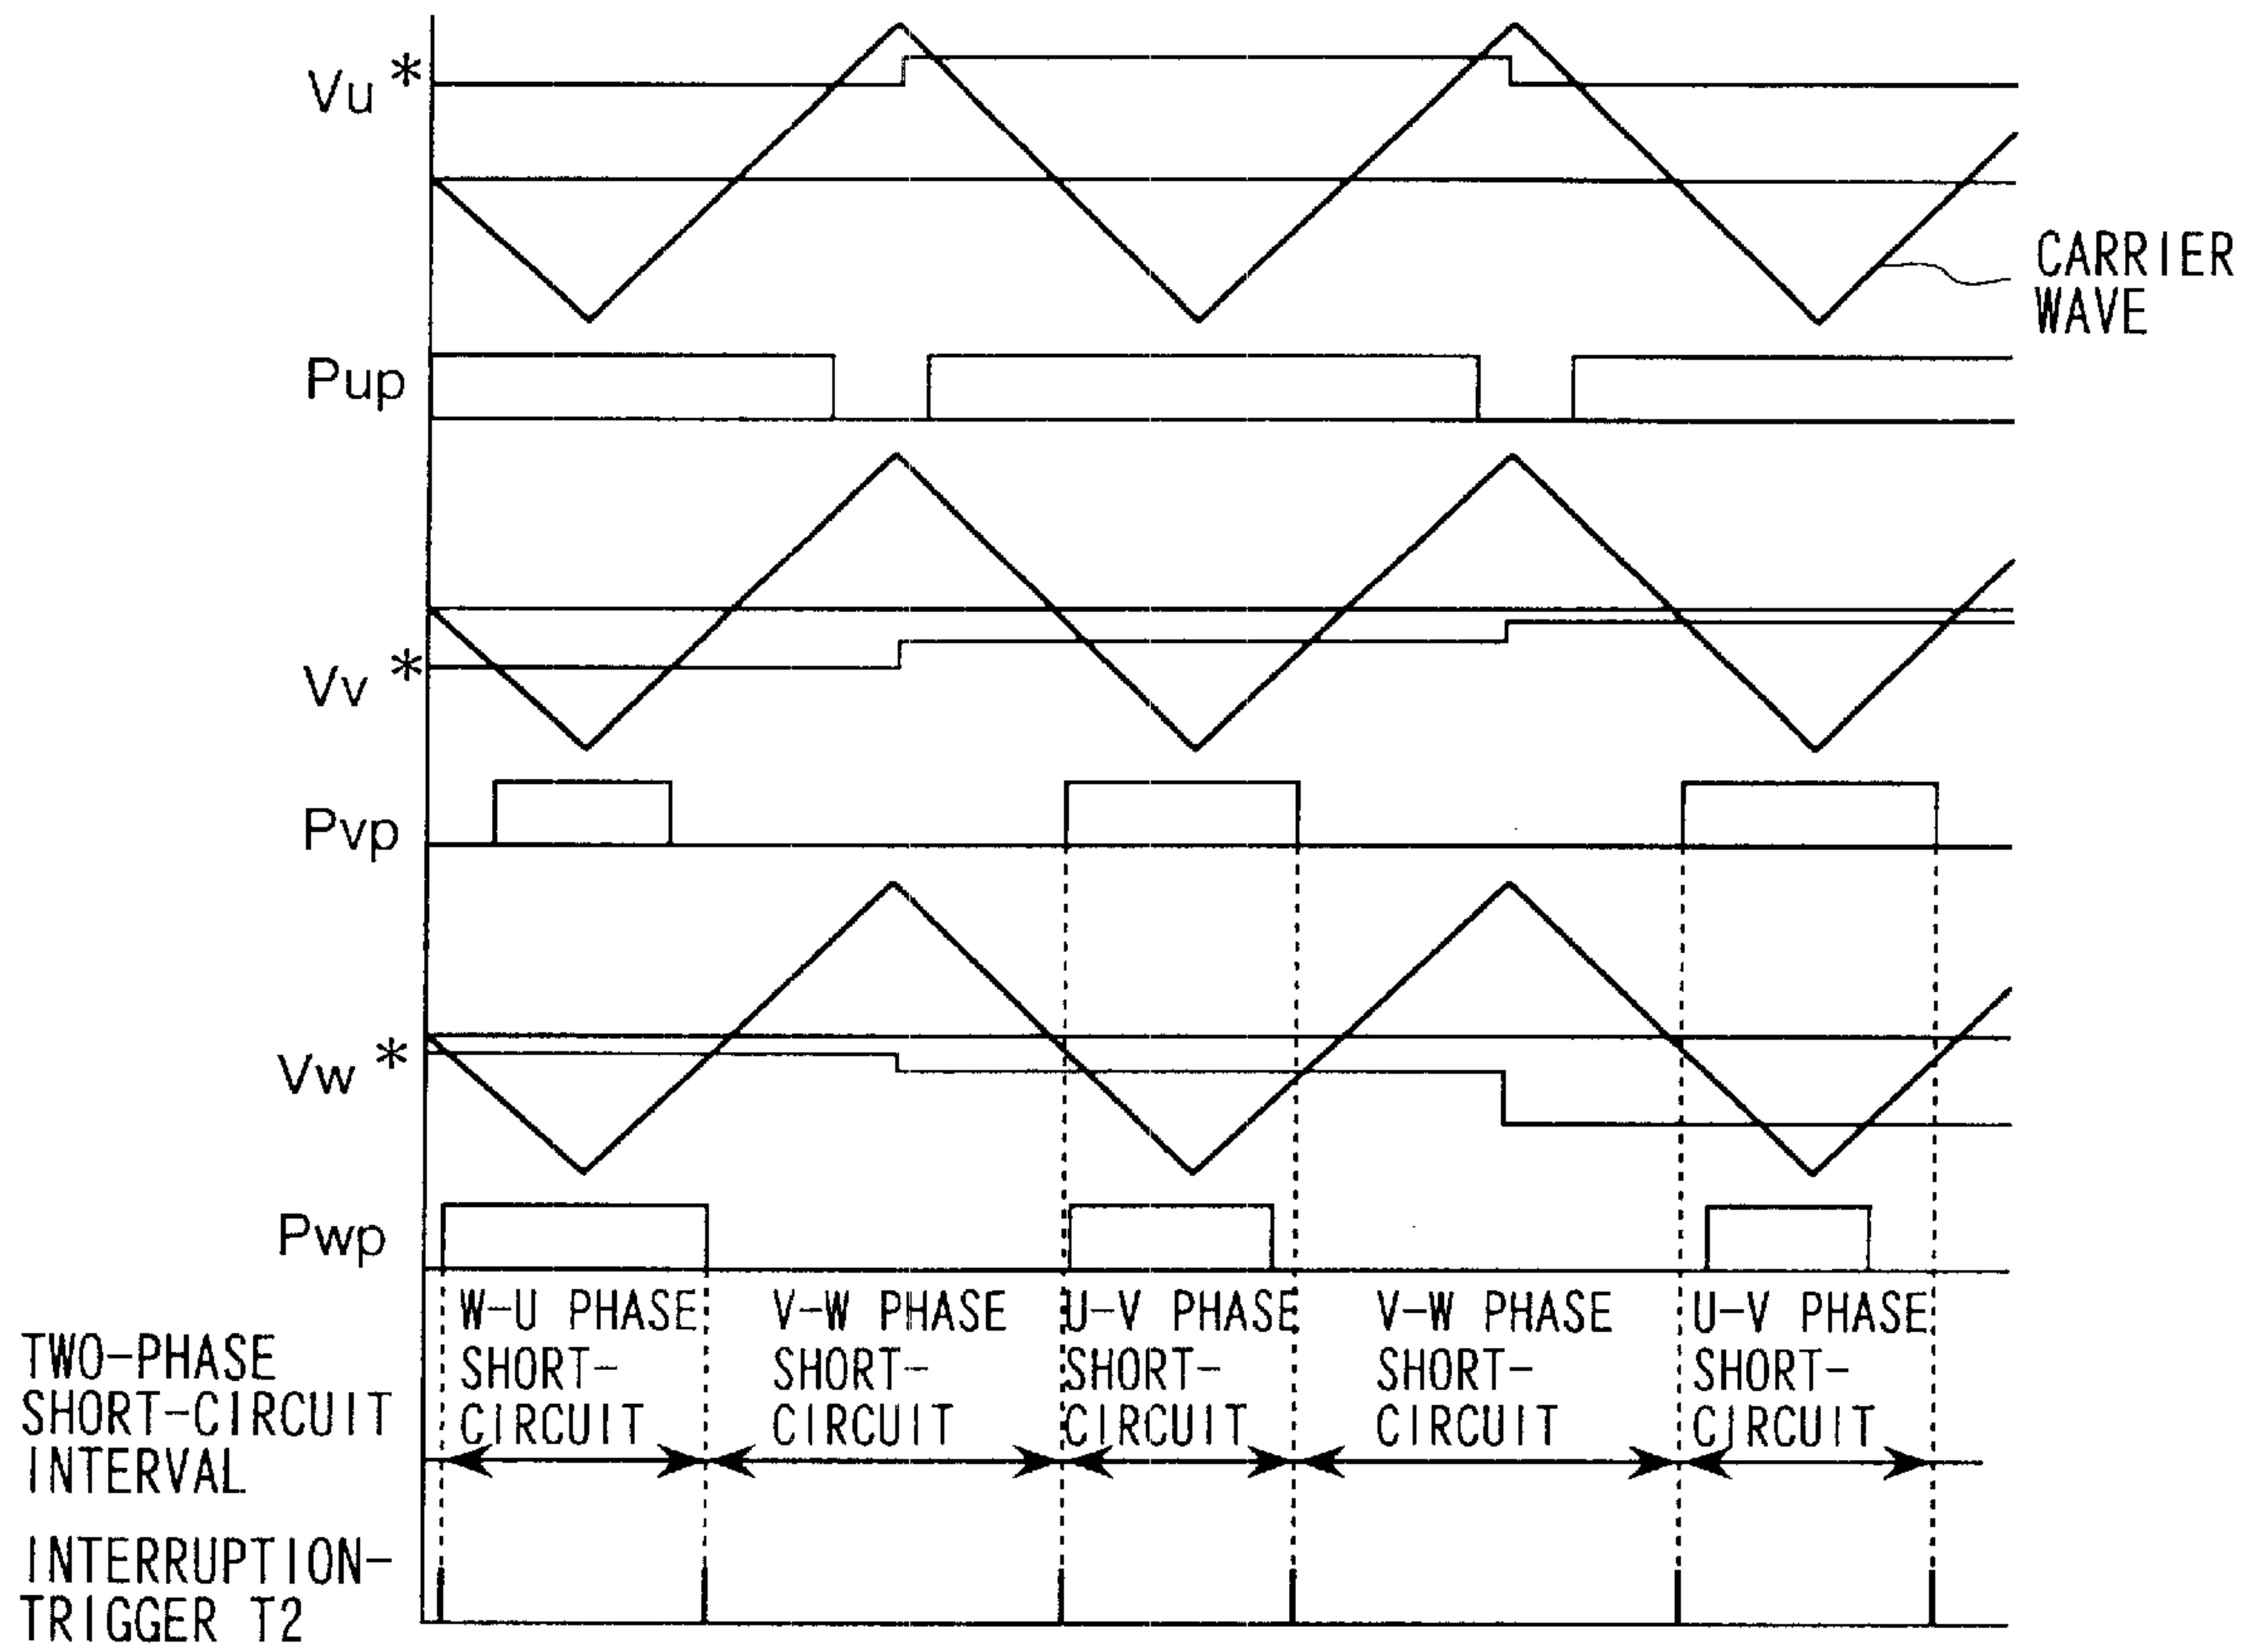 Vu *
CARRIER
WAVE
Pup
Vv *
Pvp
Vw *
Pwp
TWO-PHASE
SHORT-CIRCUIT
INTERVAL
W-U PHASE
SHORT-
CIRCUIT
V-W PHASE
SHORT-
CIRCUIT
U-V PHASE
SHORT-
CIRCUIT
V-W PHASE
SHORT-
CIRCUIT
U-V PHASE
SHORT-
CIRCUIT
INTERRUPTION-
TRIGGER T2